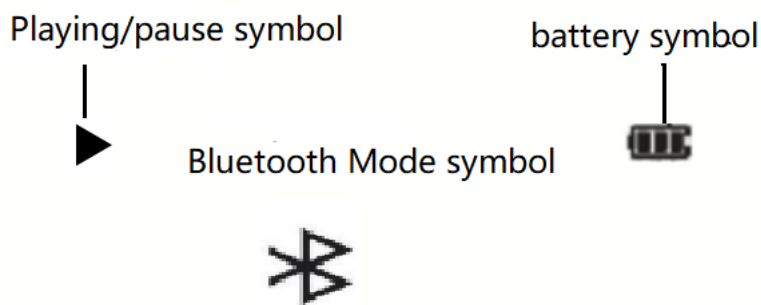 Playing/pause symbol
battery symbol
Bluetooth Mode symbol